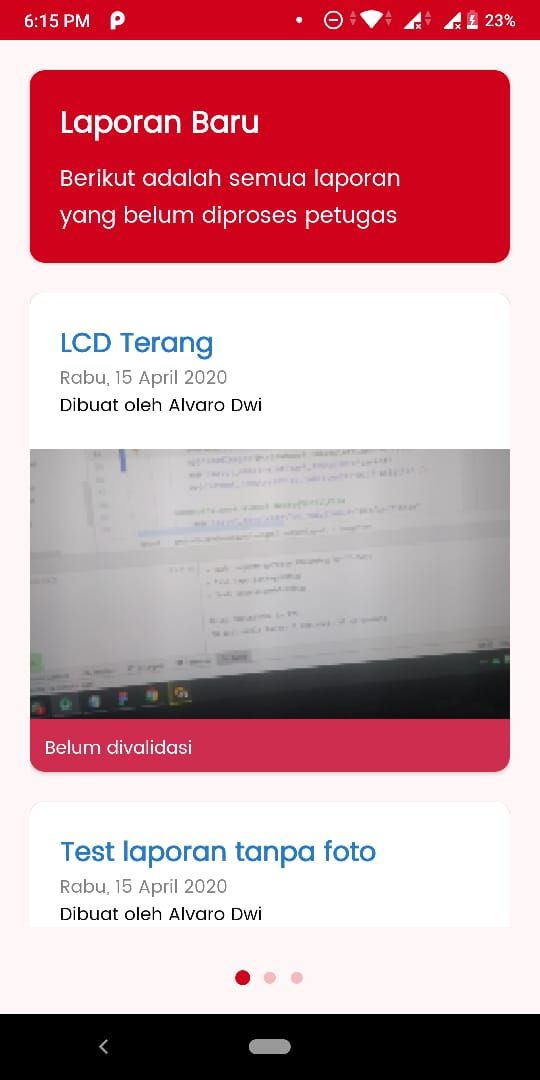 6:15 PM
23%
Laporan Baru
Berikut adalah semua laporan
yang belum diproses petugas
LCD Terang
Rabu, 15 April 2020
Dibuat oleh Alvaro Dwi
Belum divalidasi
Test laporan tanpa foto
Rabu, 15 April 2020
Dibuat oleh Alvaro Dwi